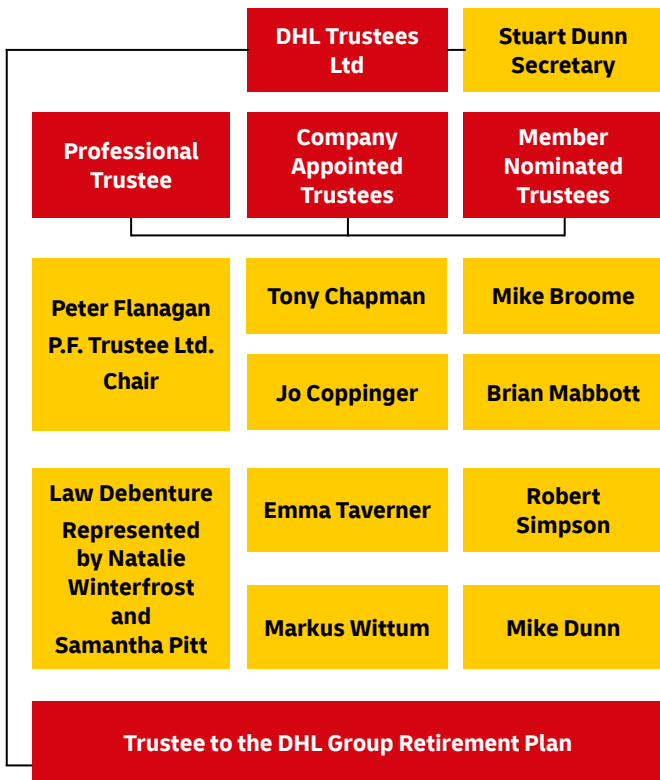 DHL Trustees
Ltd
Stuart Dunn
Secretary
Professional
Trustee
Company
Appointed
Trustees
Member
Nominated
Trustees
Peter Flanagan
P.F. Trustee Ltd.
Chair
Tony Chapman
Mike Broome
Jo Coppinger
Brian Mabbott
Law Debenture
Represented
by Natalie
Winterfrost
and
Samantha Pitt
Emma Taverner
Robert
Simpson
Markus Wittum
Mike Dunn
Trustee to the DHL Group Retirement Plan